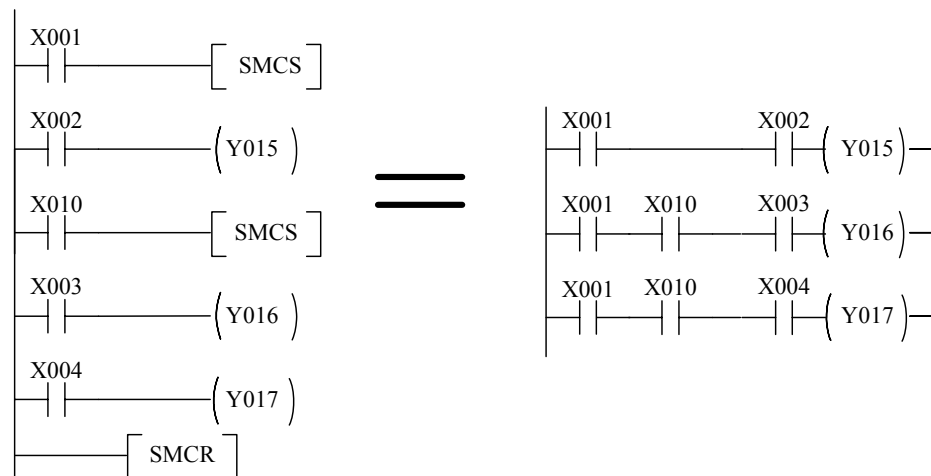 X001
SMCS
X002
Y015
X010
SMCS
X003
Y016
X004
Y017
SMCR
X001 X002
Y015
X001 X010 X003
Y016
X001 X010 X004
Y017